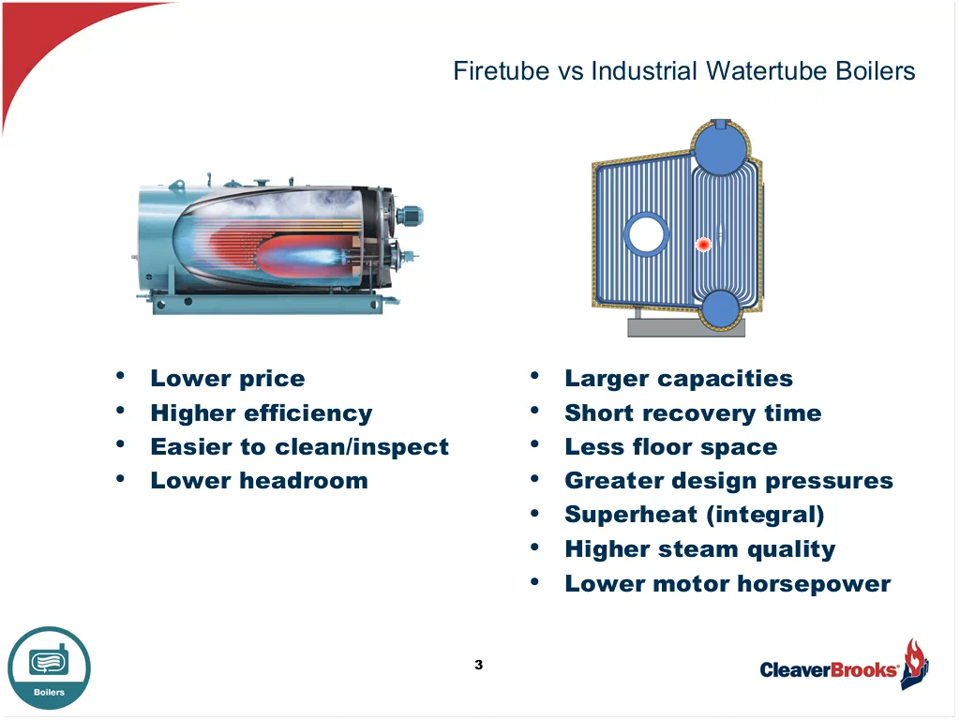 Firetube vs Industrial Watertube Boilers
• Lower price
• Higher efficiency
• Easier to clean/inspect
• Lower headroom
• Larger capacities
• Short recovery time
• Less floor space
• Greater design pressures
• Superheat (integral)
• Higher steam quality
• Lower motor horsepower
Boilers
3
CleaverBrooks®